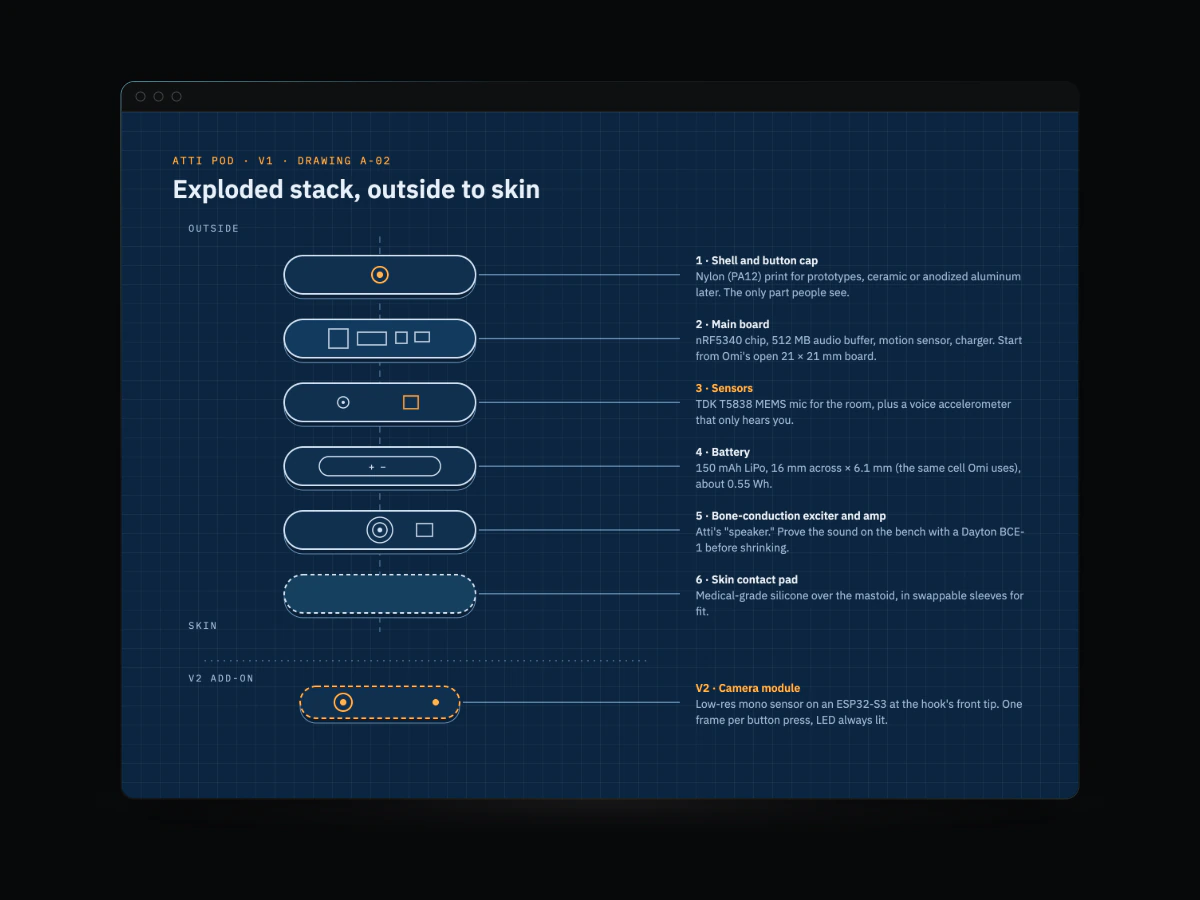 ATTI POD · V1 · DRAWING A-02
Exploded stack, outside to skin
OUTSIDE
1 · Shell and button cap
Nylon (PA12) print for prototypes, ceramic or anodized aluminum
later. The only part people see.
2 · Main board
nRF5340 chip, 512 MB audio buffer, motion sensor, charger. Start
from Omi's open 21 × 21 mm board.
3 · Sensors
TDK T5838 MEMS mic for the room, plus a voice accelerometer
that only hears you.
+ −
4 · Battery
150 mAh LiPo, 16 mm across × 6.1 mm (the same cell Omi uses),
about 0.55 Wh.
5 · Bone-conduction exciter and amp
Atti's "speaker." Prove the sound on the bench with a Dayton BCE-
1 before shrinking.
6 · Skin contact pad
Medical-grade silicone over the mastoid, in swappable sleeves for
fit.
SKIN
V2 ADD-ON
V2 · Camera module
Low-res mono sensor on an ESP32-S3 at the hook's front tip. One
frame per button press, LED always lit.